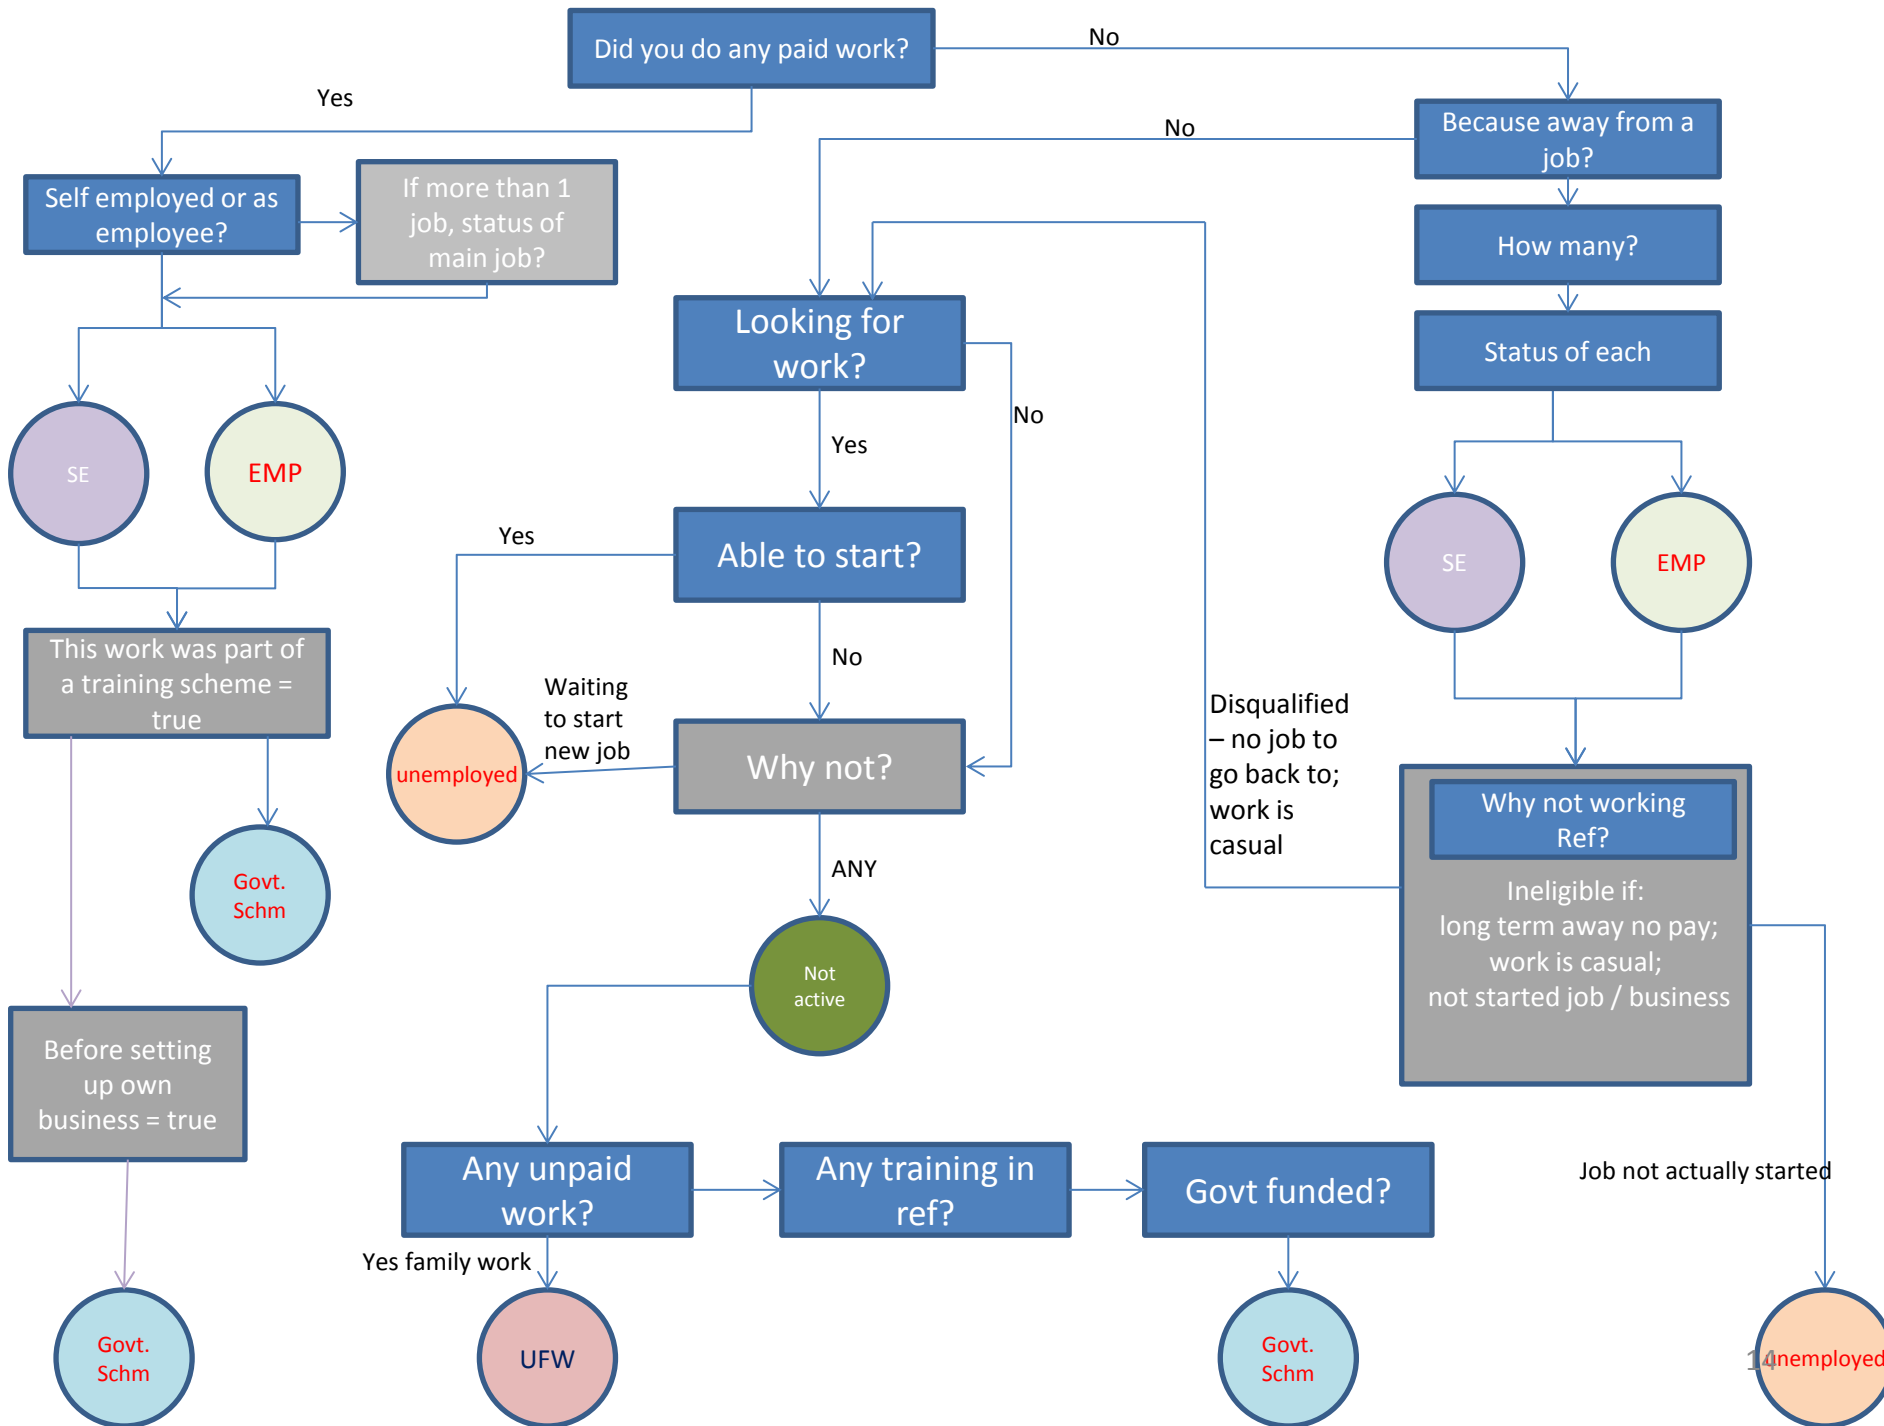 Did you do any paid work?
No
Yes
Because away from a
job?
No
Self employed or as
employee?
If more than 1
job, status of
main job?
How many?
Looking for
work?
Status of each
No
Yes
SE
EMP
SE
EMP
Yes
Able to start?
No
This work was part of
a training scheme =
true
Waiting
to start
new job
unemployed
Why not?
Disqualified
– no job to
go back to;
work is
casual
Why not working
Ref?
Ineligible if:
long term away no pay;
work is casual;
not started job / business
ANY
Govt.
Schm
Not
active
Before setting
up own
business = true
Any unpaid
work?
Any training in
ref?
Govt funded?
Job not actually started
Yes family work
Govt.
Schm
UFW
Govt.
Schm
14
unemployed